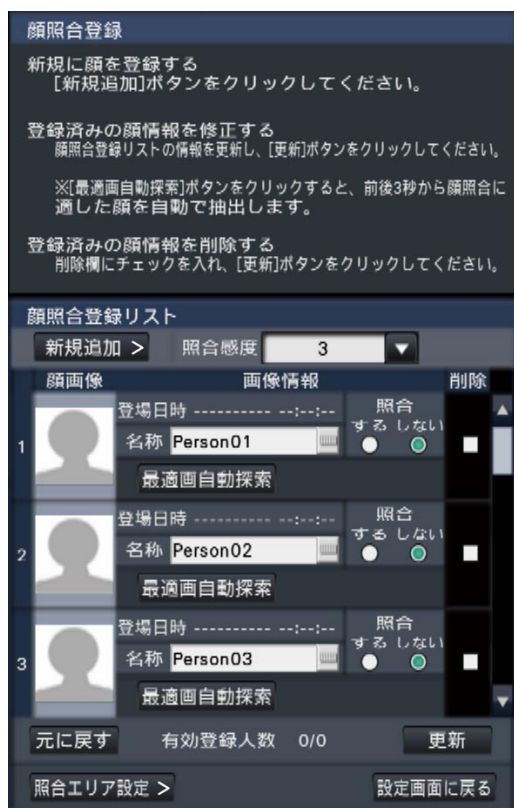 顔照合登録
新規に顔を登録する
[新規追加]ボタンをクリックしてください。
登録済みの顔情報を修正する
顔照合登録リストの情報を更新し、[更新]ボタンをクリックしてください。
※[最適画自動探索]ボタンをクリックすると、前後3秒から顔照合に
適した顔を自動で抽出します。
登録済みの顔情報を削除する
削除欄にチェックを入れ、[更新]ボタンをクリックしてください。
顔照合登録リスト
新規追加 > 照合感度 3
顔画像 画像情報 削除
登場日時 ---------- --:--:-- 照合
する しない
1 名称 Person01
最適画自動探索
登場日時 ---------- --:--:-- 照合
する しない
2 名称 Person02
最適画自動探索
登場日時 ---------- --:--:-- 照合
する しない
3 名称 Person03
最適画自動探索
元に戻す 有効登録人数 0/0 更新
照合エリア設定 > 設定画面に戻る